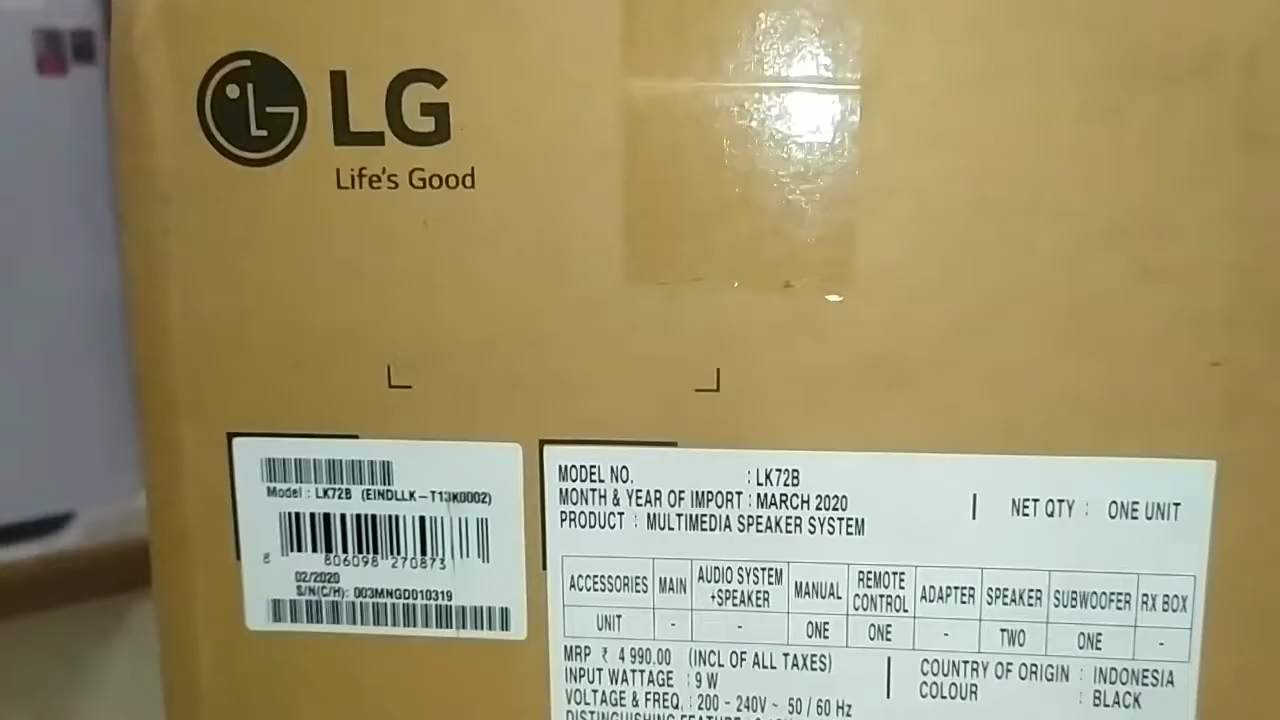 LG
Life's Good
Model : LK72B (EINDLLK-T13K0002)
8 806098 270873
02/2020
S/N(C/H): 003MNGD010319
MODEL NO. : LK72B
MONTH & YEAR OF IMPORT : MARCH 2020
NET QTY : ONE UNIT
PRODUCT : MULTIMEDIA SPEAKER SYSTEM
ACCESSORIES MAIN AUDIO SYSTEM +SPEAKER MANUAL REMOTE CONTROL ADAPTER SPEAKER SUBWOOFER RX BOX
UNIT - - ONE ONE - TWO ONE -
MRP ₹ 4 990.00 (INCL OF ALL TAXES)
INPUT WATTAGE : 9 W
VOLTAGE & FREQ. : 200 - 240V ~ 50 / 60 Hz
COUNTRY OF ORIGIN : INDONESIA
COLOUR : BLACK